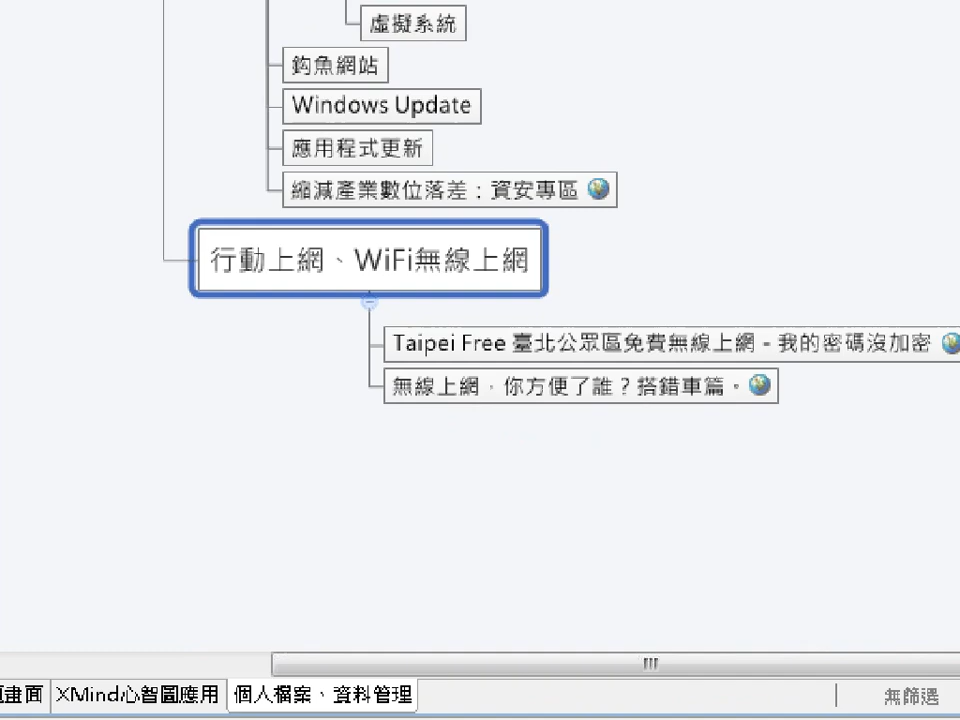 虛擬系統
鈎魚網站
Windows Update
應用程式更新
縮減產業數位落差：資安專區
行動上網、WiFi無線上網
Taipei Free 臺北公眾區免費無線上網 - 我的密碼沒加密
無線上網，你方便了誰？搭錯車篇。
畫面
XMind心智圖應用
個人檔案、資料管理
無篩選